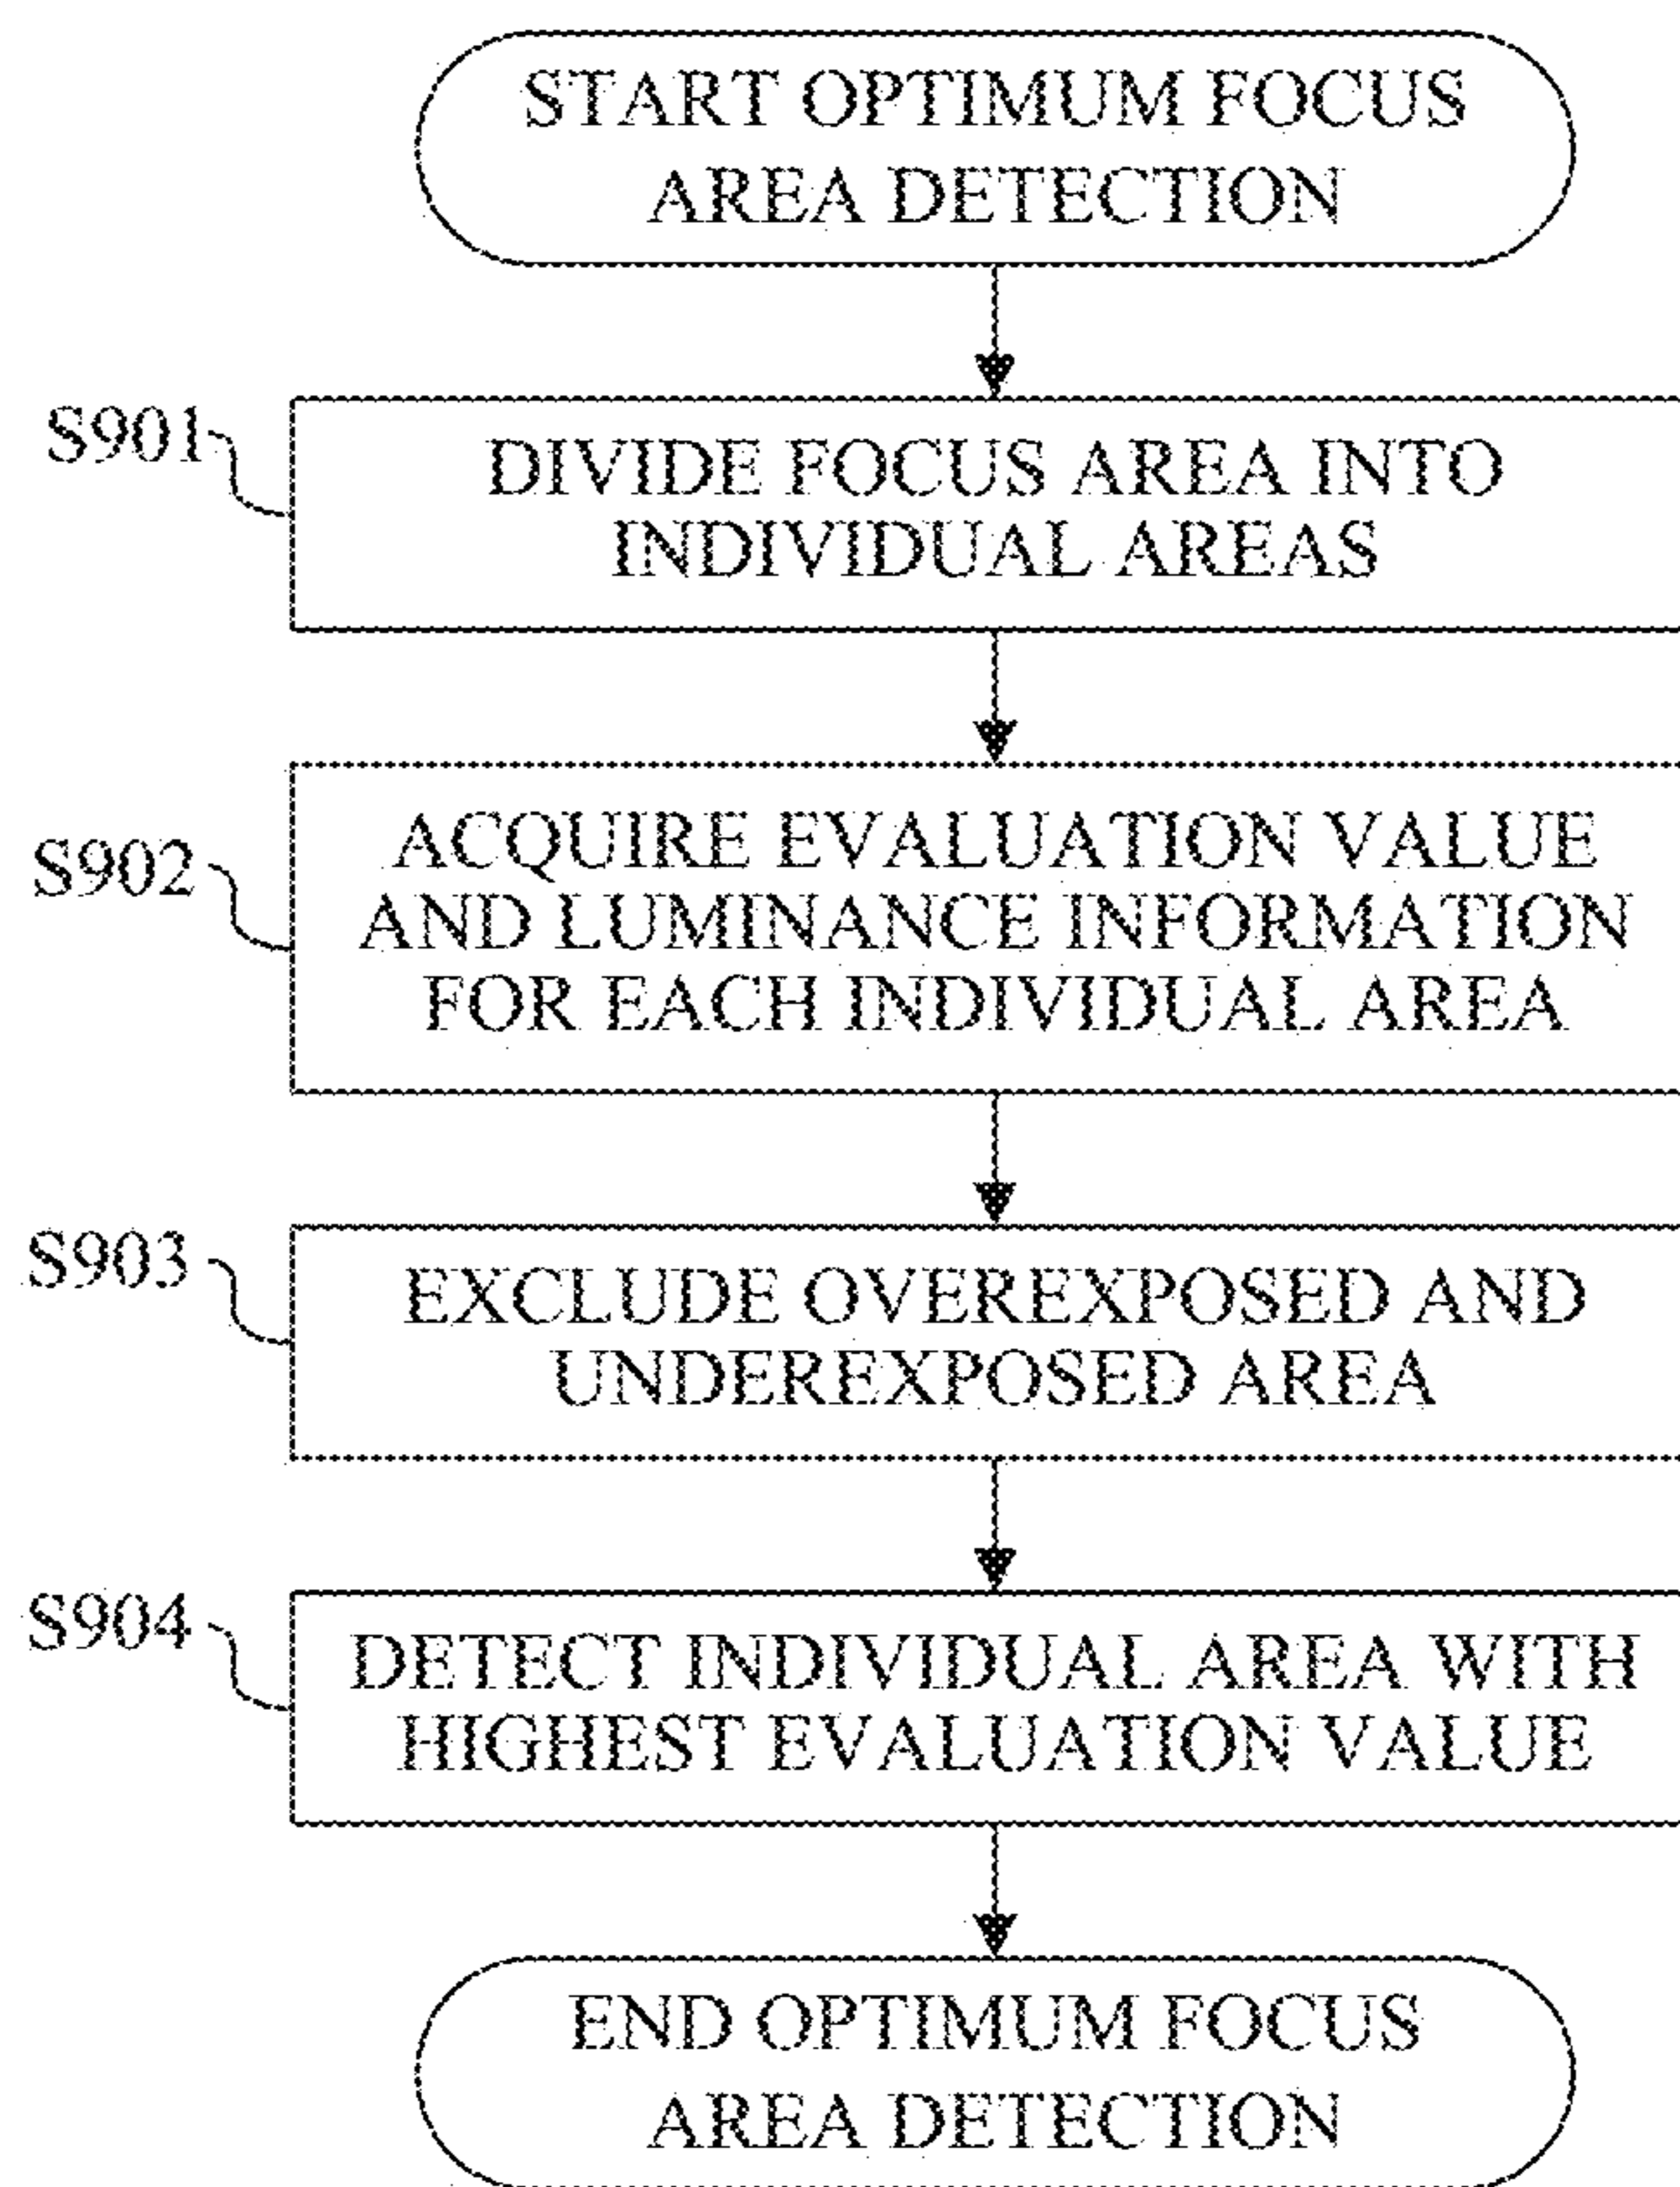 START OPTIMUM FOCUS
AREA DETECTION
S901
DIVIDE FOCUS AREA INTO
INDIVIDUAL AREAS
S902
ACQUIRE EVALUATION VALUE
AND LUMINANCE INFORMATION
FOR EACH INDIVIDUAL AREA
S903
EXCLUDE OVEREXPOSED AND
UNDEREXPOSED AREA
S904
DETECT INDIVIDUAL AREA WITH
HIGHEST EVALUATION VALUE
END OPTIMUM FOCUS
AREA DETECTION